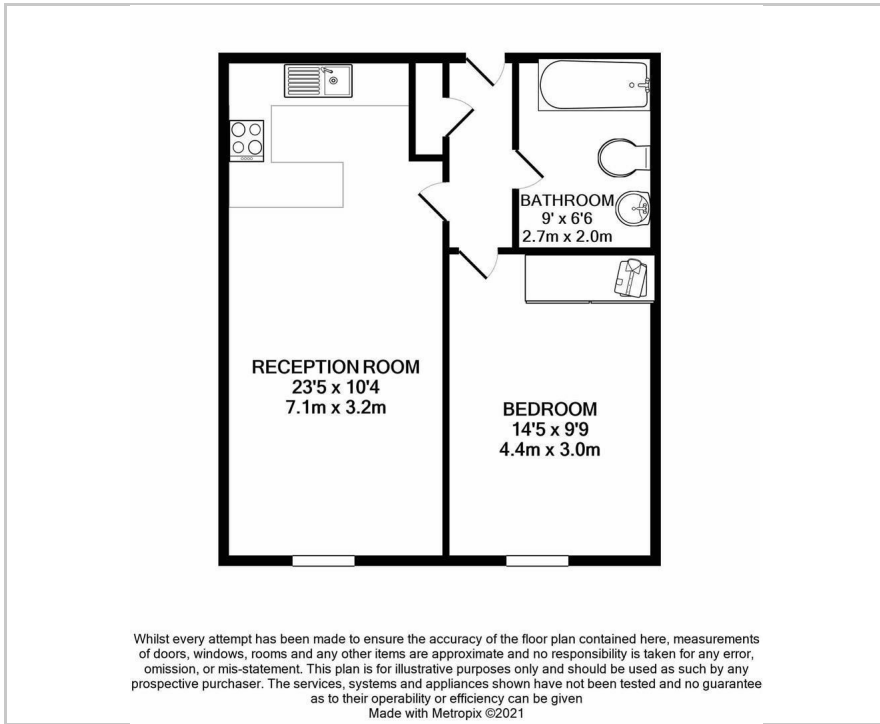 BATHROOM
9' x 6'6
2.7m x 2.0m
RECEPTION ROOM
23'5 x 10'4
7.1m x 3.2m
BEDROOM
14'5 x 9'9
4.4m x 3.0m
Whilst every attempt has been made to ensure the accuracy of the floor plan contained here, measurements
of doors, windows, rooms and any other items are approximate and no responsibility is taken for any error,
omission, or mis-statement. This plan is for illustrative purposes only and should be used as such by any
prospective purchaser. The services, systems and appliances shown have not been tested and no guarantee
as to their operability or efficiency can be given
Made with Metropix ©2021